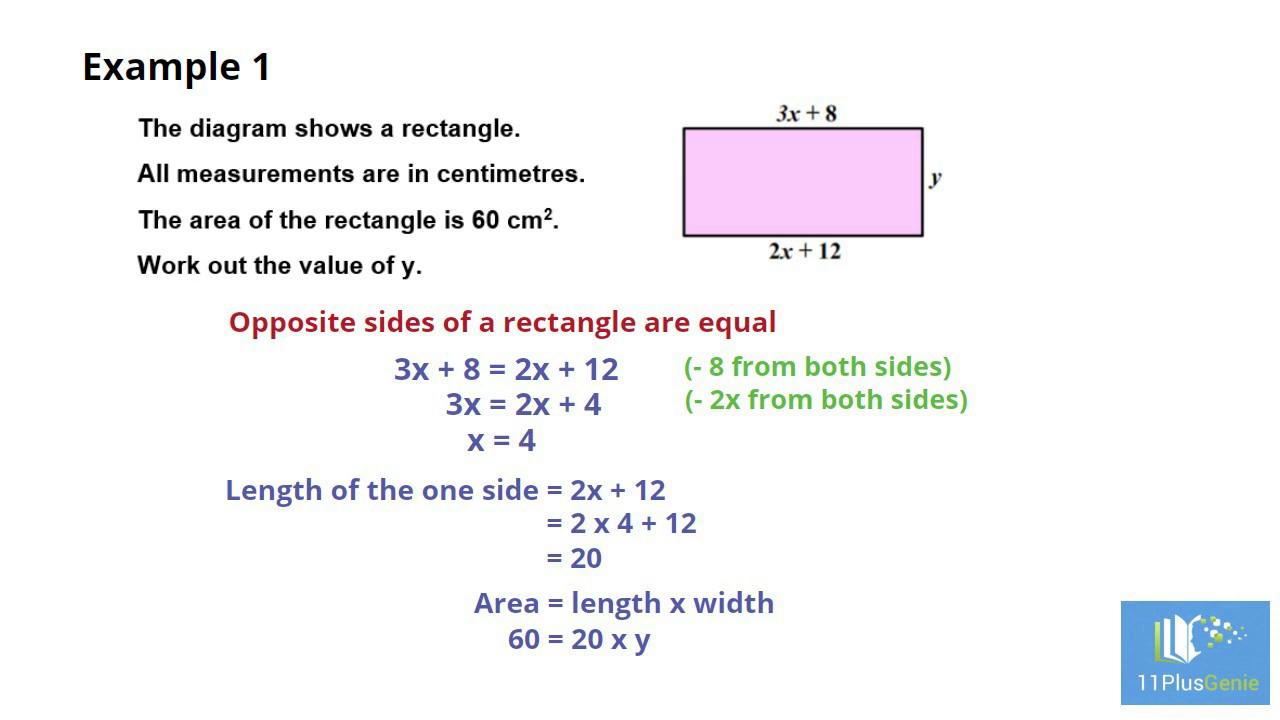 Example 1
The diagram shows a rectangle.
All measurements are in centimetres.
The area of the rectangle is 60 cm².
Work out the value of y.
3x + 8
y
2x + 12
Opposite sides of a rectangle are equal
3x + 8 = 2x + 12 (- 8 from both sides)
3x = 2x + 4 (- 2x from both sides)
x = 4
Length of the one side = 2x + 12
= 2 x 4 + 12
= 20
Area = length x width
60 = 20 x y
11PlusGenie